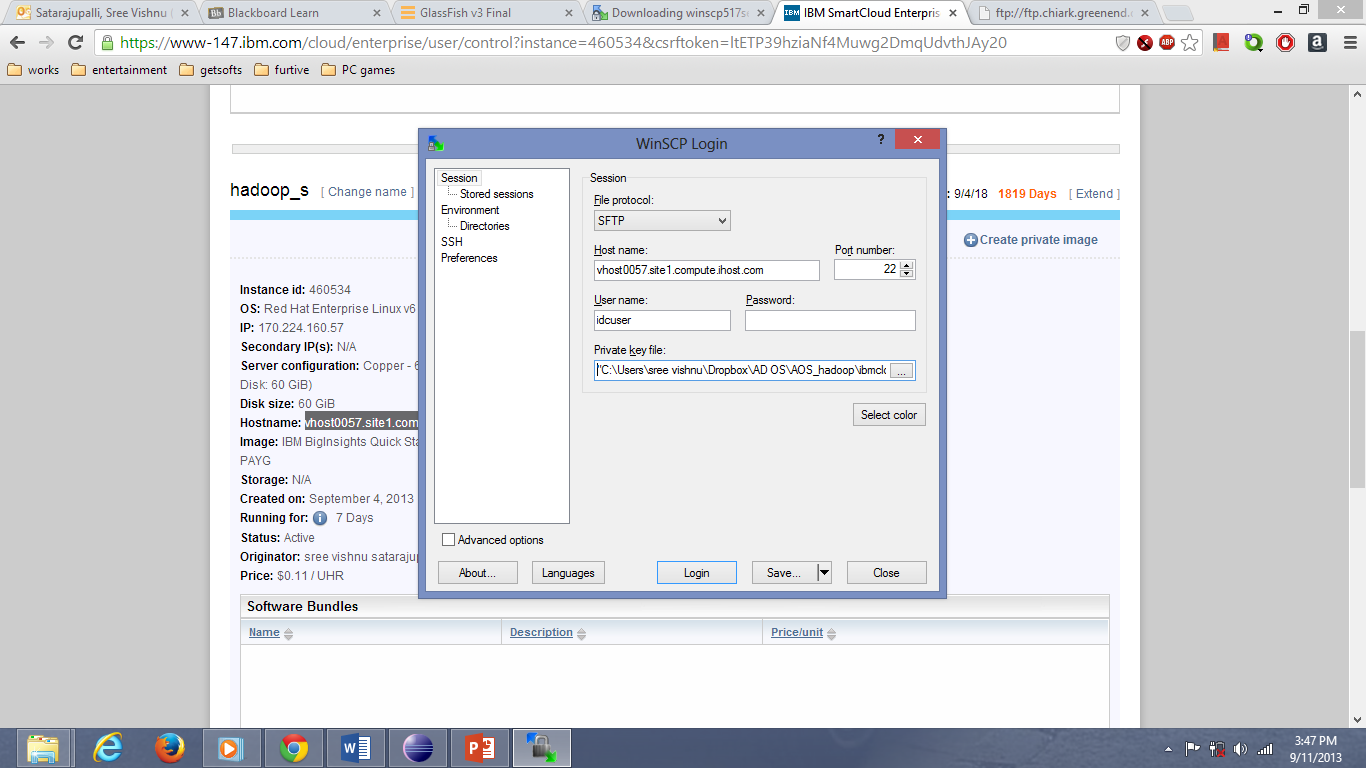 Satarajupalli, Sree Vishnu (
Blackboard Learn
GlassFish v3 Final
Downloading winscp517se
IBM SmartCloud Enterpris
ftp://ftp.chiark.greenend.o
https://www-147.ibm.com/cloud/enterprise/user/control?instance=460534&csrftoken=ltETP39hziaNf4Muwg2DmqUdvthJAy20
works
entertainment
getsofts
furtive
PC games
WinSCP Login
?
hadoop_s [ Change name ]
: 9/4/18 1819 Days [ Extend ]
Create private image
Instance id: 460534
OS: Red Hat Enterprise Linux v6
IP: 170.224.160.57
Secondary IP(s): N/A
Server configuration: Copper - 6
Disk: 60 GiB)
Disk size: 60 GiB
Hostname: vhost0057.site1.com
Image: IBM BigInsights Quick Sta
PAYG
Storage: N/A
Created on: September 4, 2013
Running for: 7 Days
Status: Active
Originator: sree vishnu satarajup
Price: $0.11 / UHR
Session
Stored sessions
Environment
Directories
SSH
Preferences
Session
File protocol:
SFTP
Host name:
Port number:
vhost0057.site1.compute.ihost.com
22
User name:
Password:
idcuser
Private key file:
"C:\Users\sree vishnu\Dropbox\AD OS\AOS_hadoop\ibmclo
...
Select color
Advanced options
About...
Languages
Login
Save...
Close
Software Bundles
Name
Description
Price/unit
3:47 PM
9/11/2013